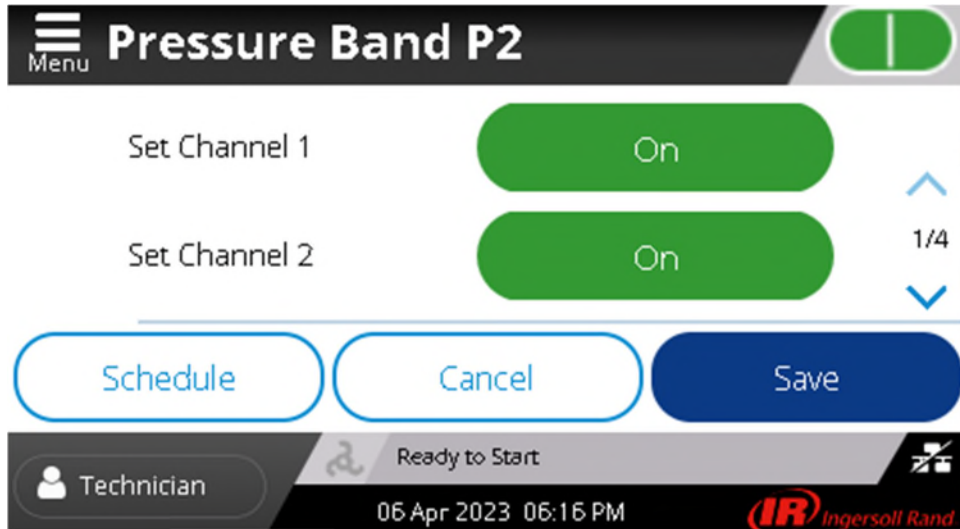 Menu Pressure Band P2
Set Channel 1 On
1/4
Set Channel 2 On
Schedule Cancel Save
Technician
Ready to Start
06 Apr 2023 06:16 PM
IR Ingersoll Rand